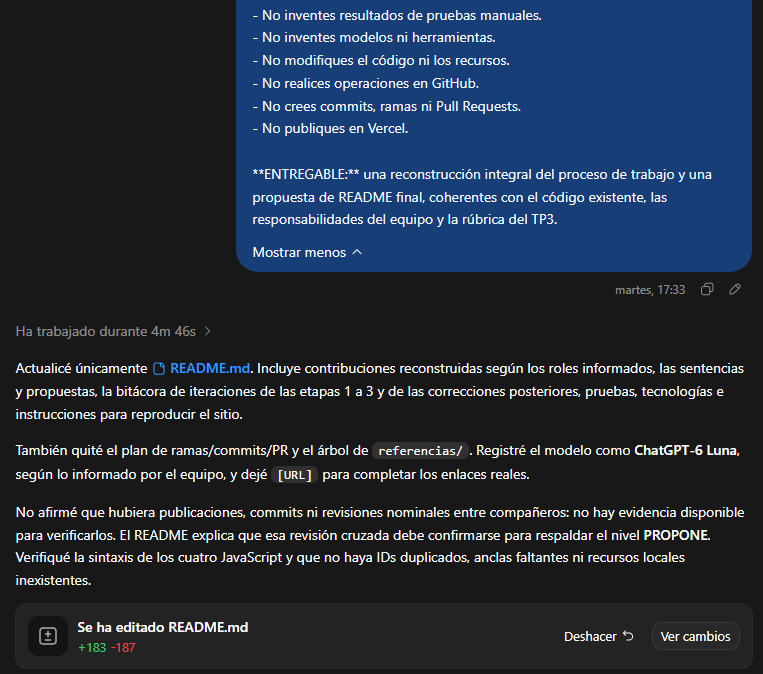 - No inventes resultados de pruebas manuales.
- No inventes modelos ni herramientas.
- No modifiques el código ni los recursos.
- No realices operaciones en GitHub.
- No crees commits, ramas ni Pull Requests.
- No publiques en Vercel.
**ENTREGABLE:** una reconstrucción integral del proceso de trabajo y una
propuesta de README final, coherentes con el código existente, las
responsabilidades del equipo y la rúbrica del TP3.
Mostrar menos
martes, 17:33
Ha trabajado durante 4m 46s
Actualicé únicamente README.md. Incluye contribuciones reconstruidas según los roles informados, las sentencias
y propuestas, la bitácora de iteraciones de las etapas 1 a 3 y de las correcciones posteriores, pruebas, tecnologías e
instrucciones para reproducir el sitio.
También quité el plan de ramas/commits/PR y el árbol de referencias/. Registré el modelo como ChatGPT-6 Luna,
según lo informado por el equipo, y dejé [URL] para completar los enlaces reales.
No afirmé que hubiera publicaciones, commits ni revisiones nominales entre compañeros: no hay evidencia disponible
para verificarlos. El README explica que esa revisión cruzada debe confirmarse para respaldar el nivel PROPONE.
Verifiqué la sintaxis de los cuatro JavaScript y que no haya IDs duplicados, anclas faltantes ni recursos locales
inexistentes.
Se ha editado README.md
+183 -187
Deshacer
Ver cambios